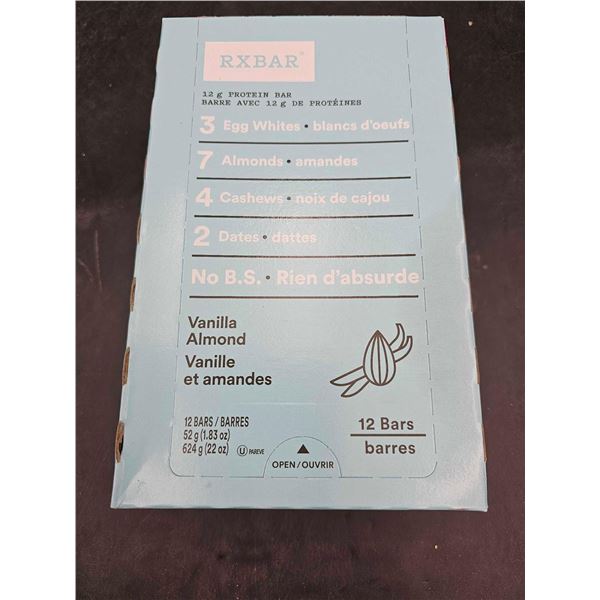 RXBAR
12 g PROTEIN BAR
BARRE AVEC 12 g DE PROTÉINES
3 Egg Whites • blancs d'oeufs
7 Almonds • amandes
4 Cashews • noix de cajou
2 Dates • dattes
No B.S. • Rien d'absurde
Vanilla
Almond
Vanille
et amandes
12 BARS / BARRES
52 g (1.83 oz)
624 g (22 oz)
U PAREVE
OPEN / OUVRIR
12 Bars
barres